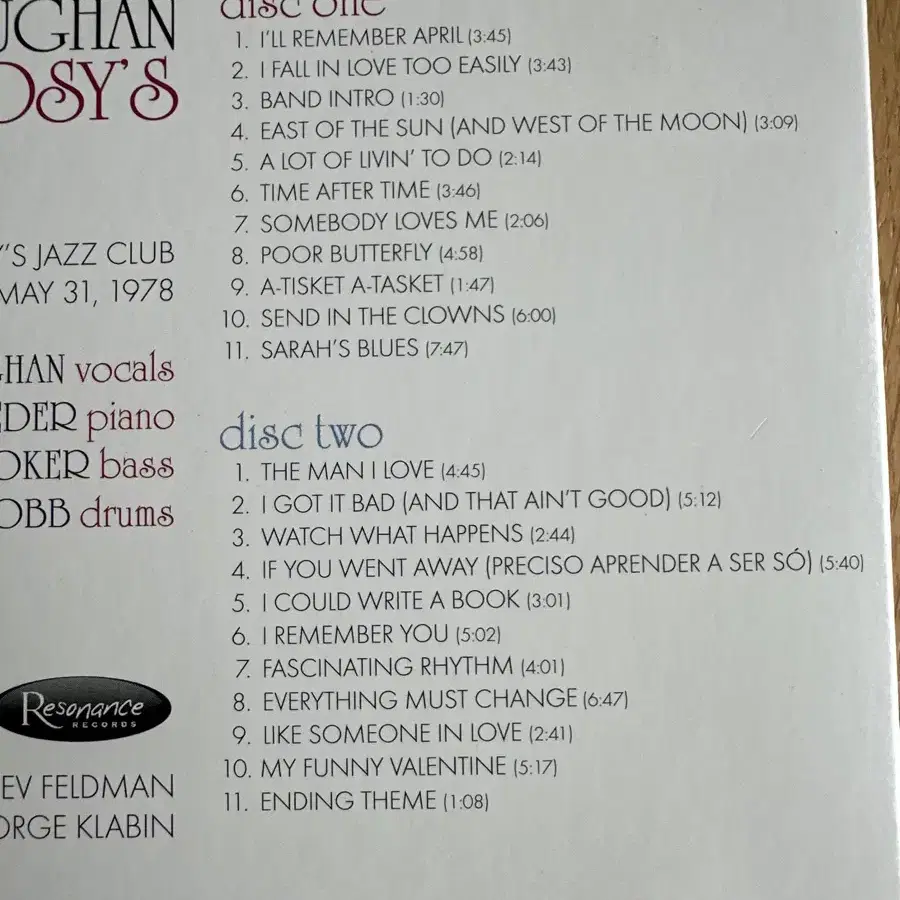 UGHAN
OSY'S
Y'S JAZZ CLUB
MAY 31, 1978
GHAN vocals
EDER piano
OKER bass
OBB drums
Resonance
RECORDS
EV FELDMAN
ORGE KLABIN
disc one
1. I'LL REMEMBER APRIL (3:45)
2. I FALL IN LOVE TOO EASILY (3:43)
3. BAND INTRO (1:30)
4. EAST OF THE SUN (AND WEST OF THE MOON) (3:09)
5. A LOT OF LIVIN' TO DO (2:14)
6. TIME AFTER TIME (3:46)
7. SOMEBODY LOVES ME (2:06)
8. POOR BUTTERFLY (4:58)
9. A-TISKET A-TASKET (1:47)
10. SEND IN THE CLOWNS (6:00)
11. SARAH'S BLUES (7:47)
disc two
1. THE MAN I LOVE (4:45)
2. I GOT IT BAD (AND THAT AIN'T GOOD) (5:12)
3. WATCH WHAT HAPPENS (2:44)
4. IF YOU WENT AWAY (PRECISO APRENDER A SER SÓ) (5:40)
5. I COULD WRITE A BOOK (3:01)
6. I REMEMBER YOU (5:02)
7. FASCINATING RHYTHM (4:01)
8. EVERYTHING MUST CHANGE (6:47)
9. LIKE SOMEONE IN LOVE (2:41)
10. MY FUNNY VALENTINE (5:17)
11. ENDING THEME (1:08)